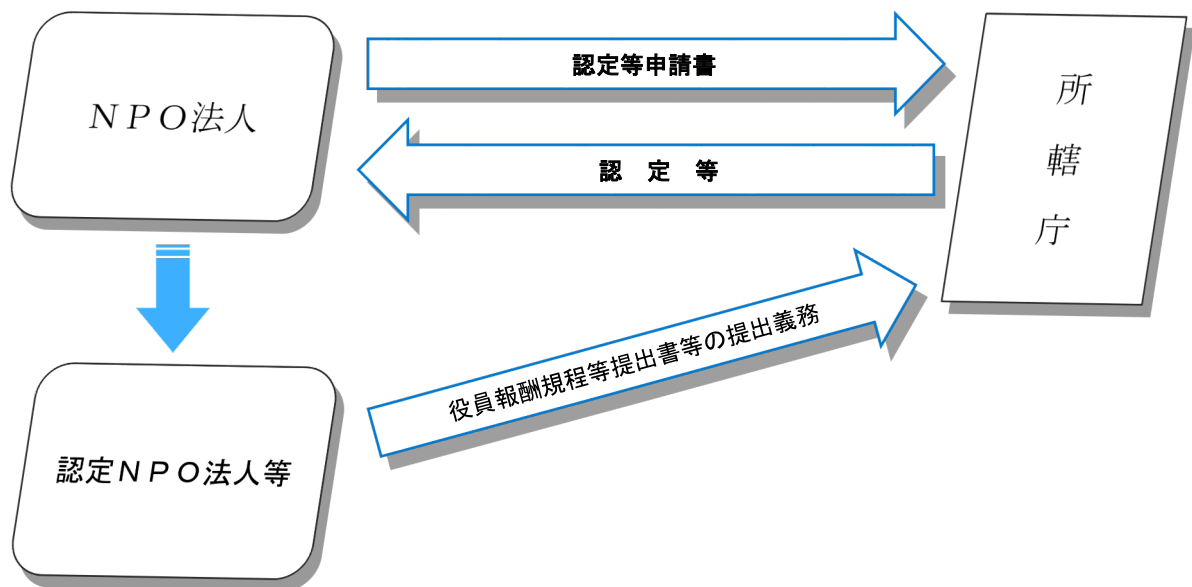 NPO法人
認定等申請書
認定等
所轄庁
役員報酬規程等提出書等の提出義務
認定NPO法人等